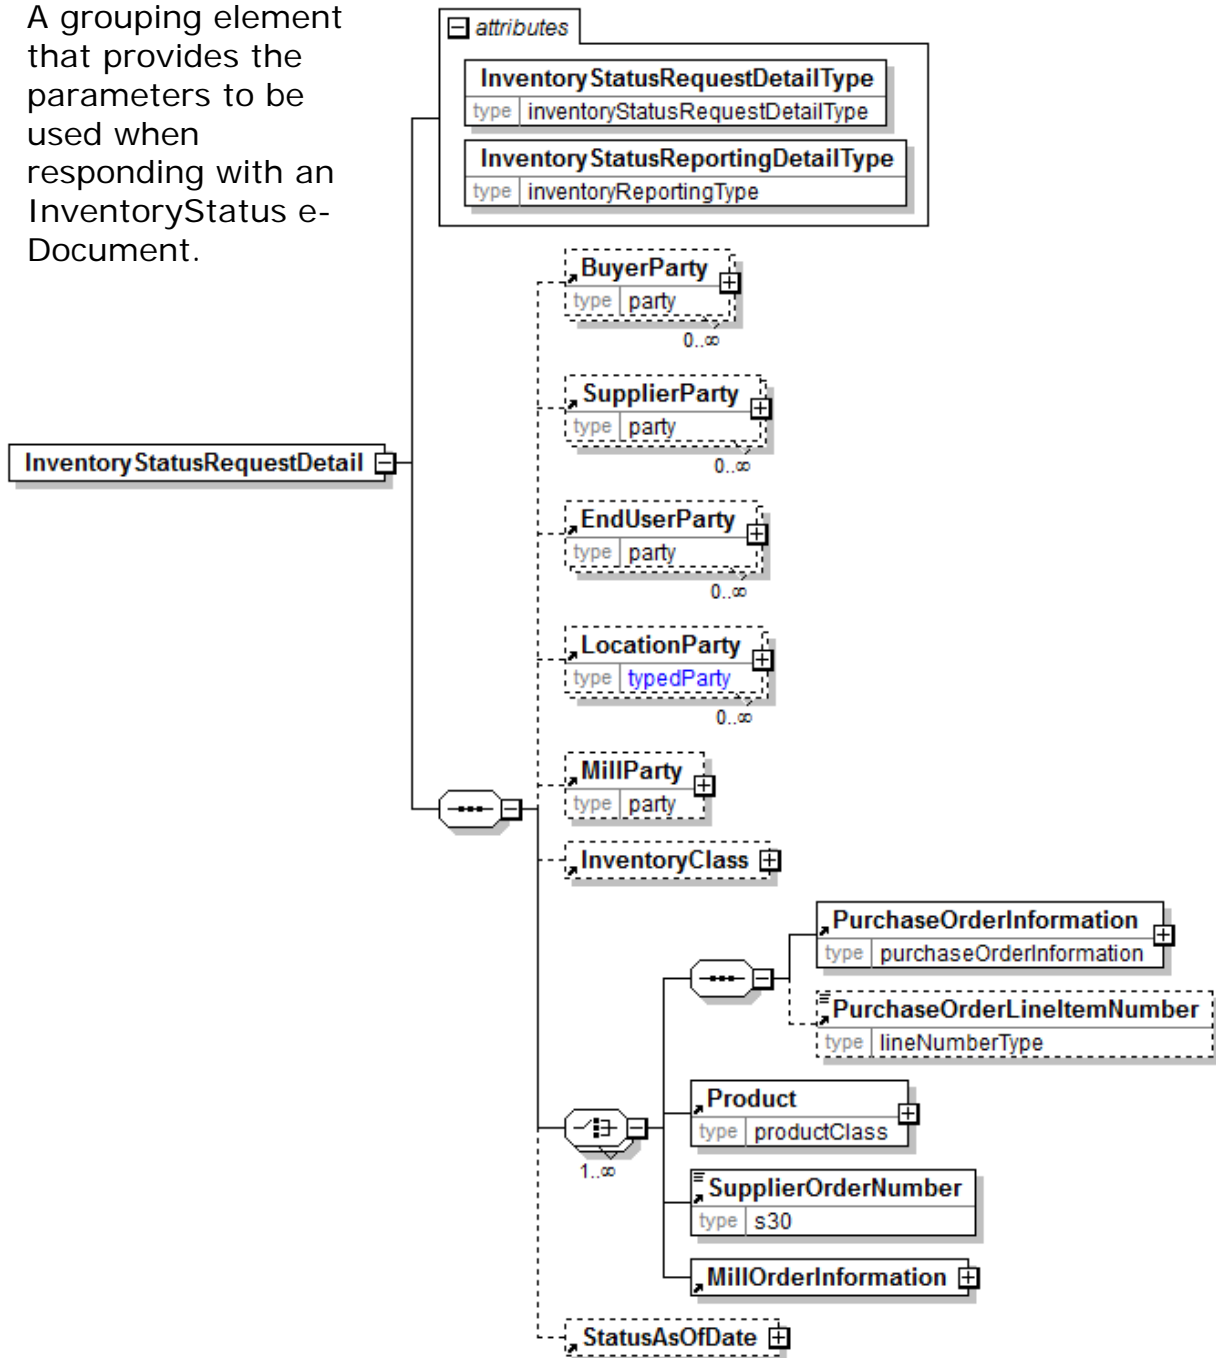 A grouping element
that provides the
parameters to be
used when
responding with an
InventoryStatus e-
Document.
attributes
InventoryStatusRequestDetailType
type inventoryStatusRequestDetailType
InventoryStatusReportingDetailType
type inventoryReportingType
BuyerParty
type party
0..∞
SupplierParty
type party
0..∞
InventoryStatusRequestDetail
EndUserParty
type party
0..∞
LocationParty
type typedParty
0..∞
MillParty
type party
InventoryClass
PurchaseOrderInformation
type purchaseOrderInformation
PurchaseOrderLineItemNumber
type lineNumberType
Product
type productClass
1..∞
SupplierOrderNumber
type s30
MillOrderInformation
StatusAsOfDate